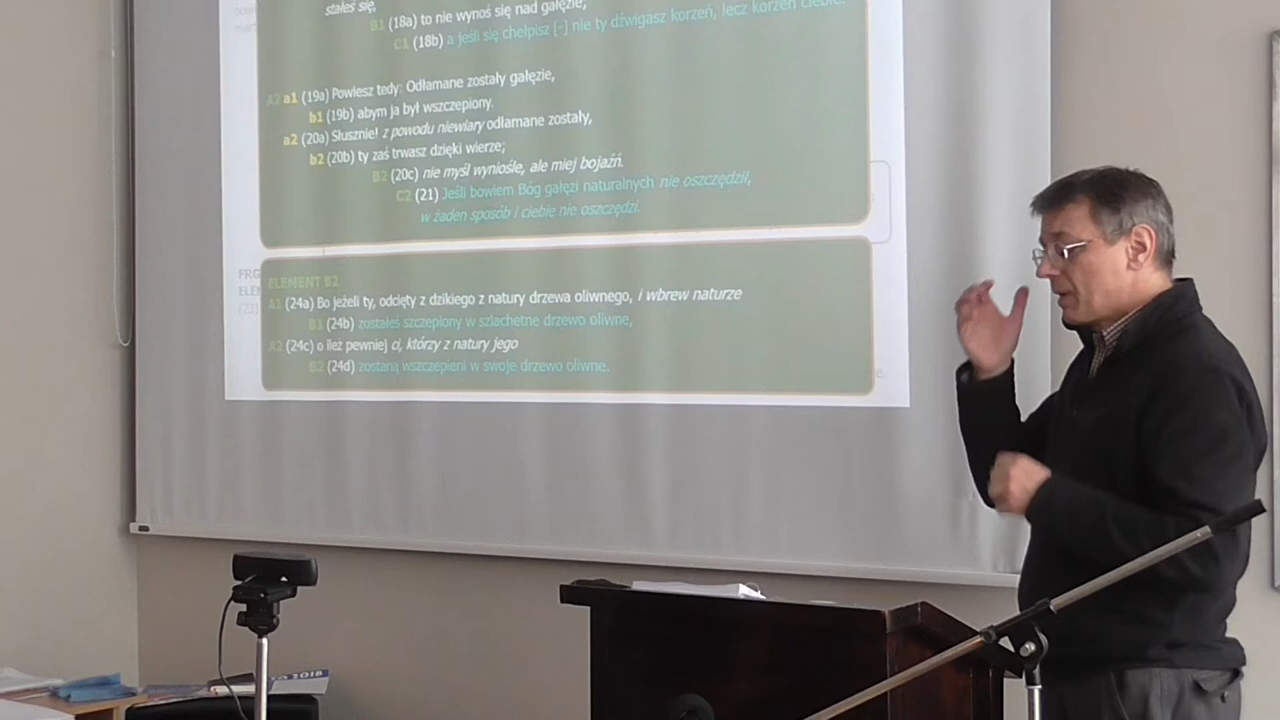 stałeś się,
B1 (18a) to nie wynoś się nad gałęzie;
C1 (18b) a jeśli się chełpisz [-] nie ty dźwigasz korzeń, lecz korzeń ciebie.
A2 a1 (19a) Powiesz tedy: Odłamane zostały gałęzie,
b1 (19b) abym ja był wszczepiony.
a2 (20a) Słusznie! z powodu niewiary odłamane zostały,
b2 (20b) ty zaś trwasz dzięki wierze;
B2 (20c) nie myśl wyniośle, ale miej bojaźń.
C2 (21) Jeśli bowiem Bóg gałęzi naturalnych nie oszczędził,
w żaden sposób i ciebie nie oszczędzi.
FRG
ELEM
(23)
ELEMENT B2
A1 (24a) Bo jeżeli ty, odcięty z dzikiego z natury drzewa oliwnego, i wbrew naturze
B1 (24b) zostałeś szczepiony w szlachetne drzewo oliwne,
A2 (24c) o ileż pewniej ci, którzy z natury jego
B2 (24d) zostaną wszczepieni w swoje drzewo oliwne.
2018